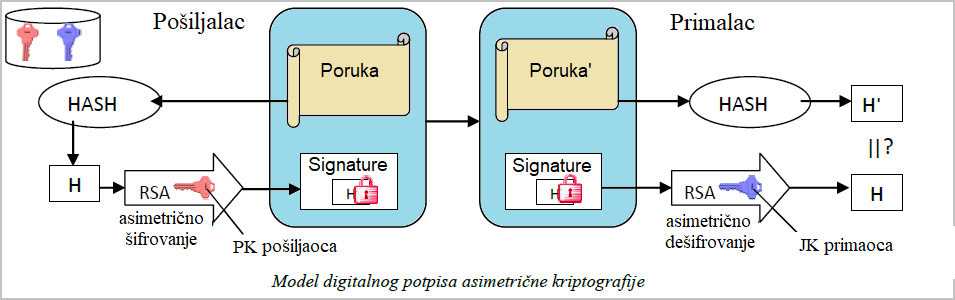 Pošiljalac
Primalac
Poruka
Poruka'
HASH
HASH
H'
||?
H
RSA
Signature
H
Signature
H
RSA
H
asimetrično
šifrovanje
PK pošiljaoca
asimetrično
dešifrovanje
JK primaoca
Model digitalnog potpisa asimetrične kriptografije